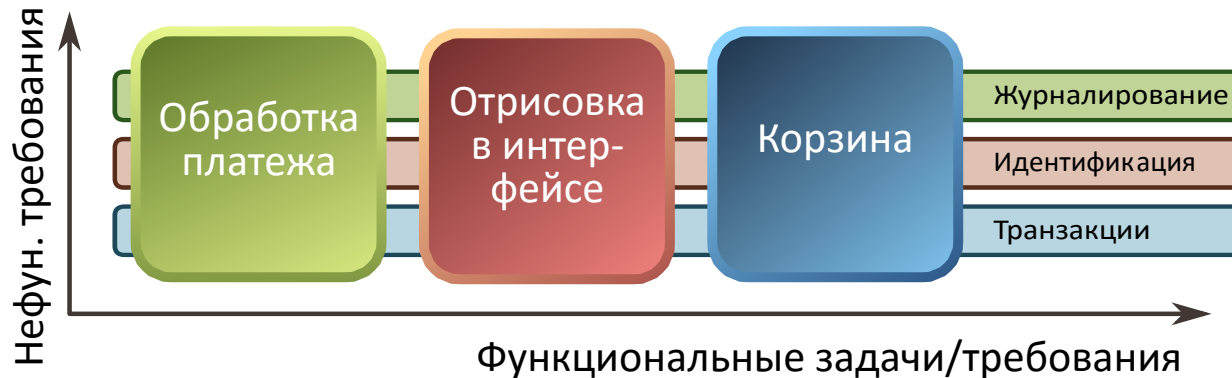 Нефун. требования
Обработка
платежа
Отрисовка
в интер-
фейсе
Корзина
Журналирование
Идентификация
Транзакции
Функциональные задачи/требования